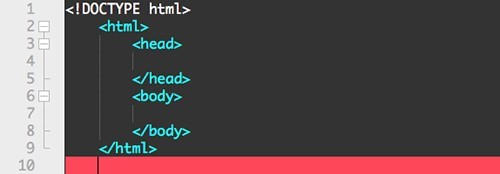 1 <!DOCTYPE html>
2 <html>
3 <head>
4
5 </head>
6 <body>
7
8 </body>
9 </html>
10